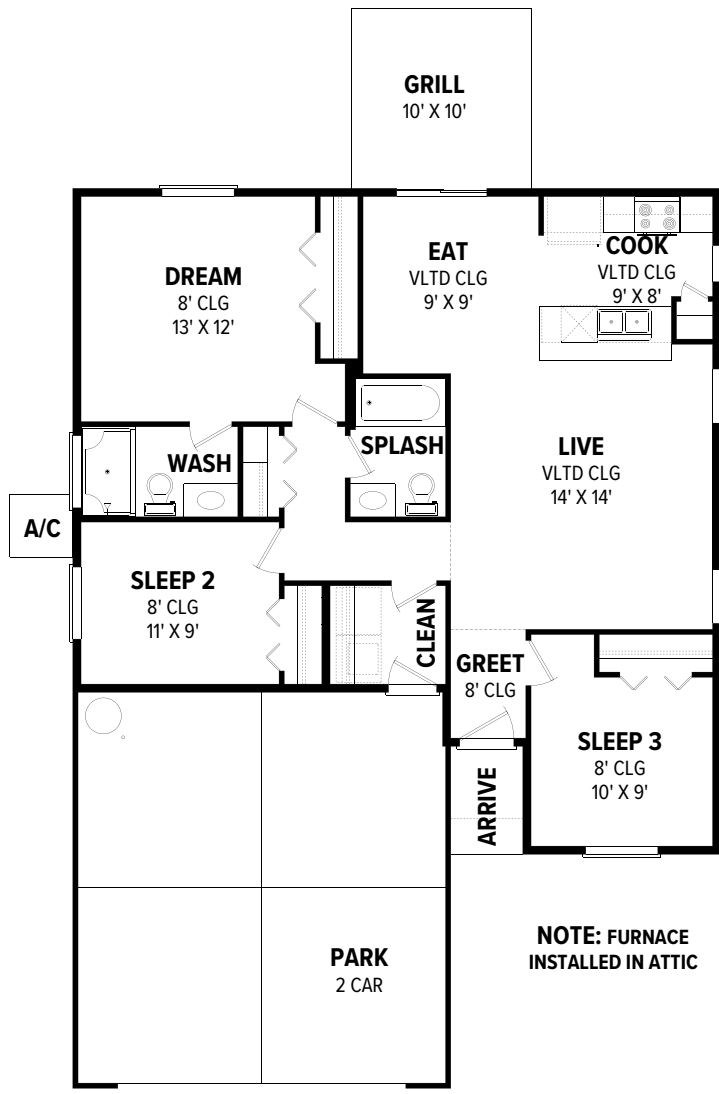 GRILL
10' X 10'
DREAM
8' CLG
13' X 12'
EAT
VLTD CLG
9' X 9'
COOK
VLTD CLG
9' X 8'
WASH
SPLASH
LIVE
VLTD CLG
14' X 14'
A/C
SLEEP 2
8' CLG
11' X 9'
CLEAN
GREET
8' CLG
SLEEP 3
8' CLG
10' X 9'
ARRIVE
PARK
2 CAR
NOTE: FURNACE
INSTALLED IN ATTIC